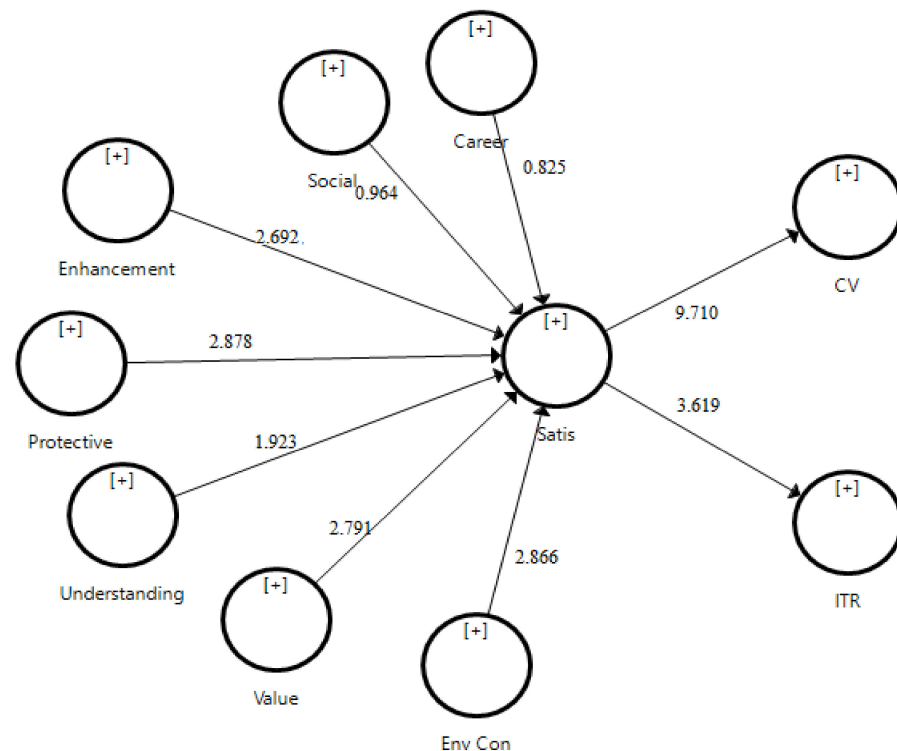 [+]
Career
0.825
[+]
Social
0.964
[+]
Enhancement
2.692
[+]
CV
9.710
[+]
Protective
2.878
[+]
Satis
3.619
[+]
Understanding
1.923
[+]
ITR
[+]
Value
2.791
[+]
Env Con
2.866